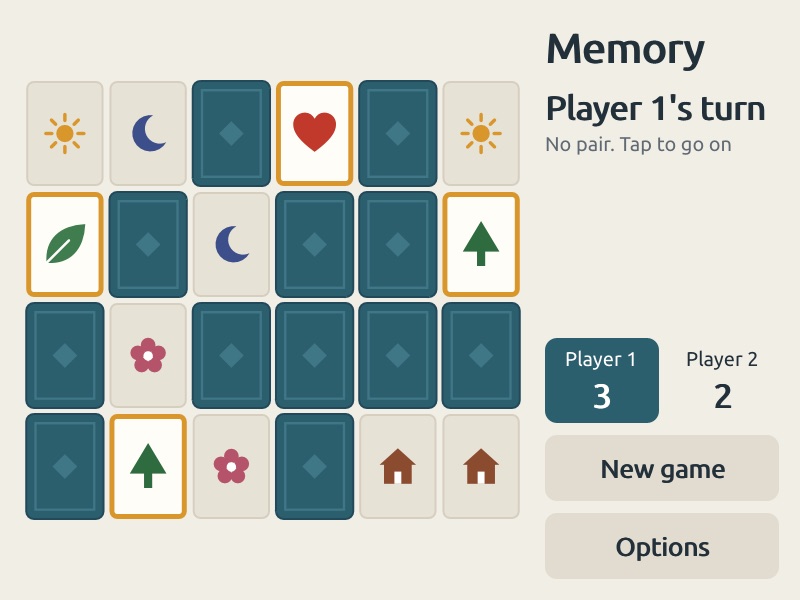 Memory
Player 1's turn
No pair. Tap to go on
Player 1
3
Player 2
2
New game
Options